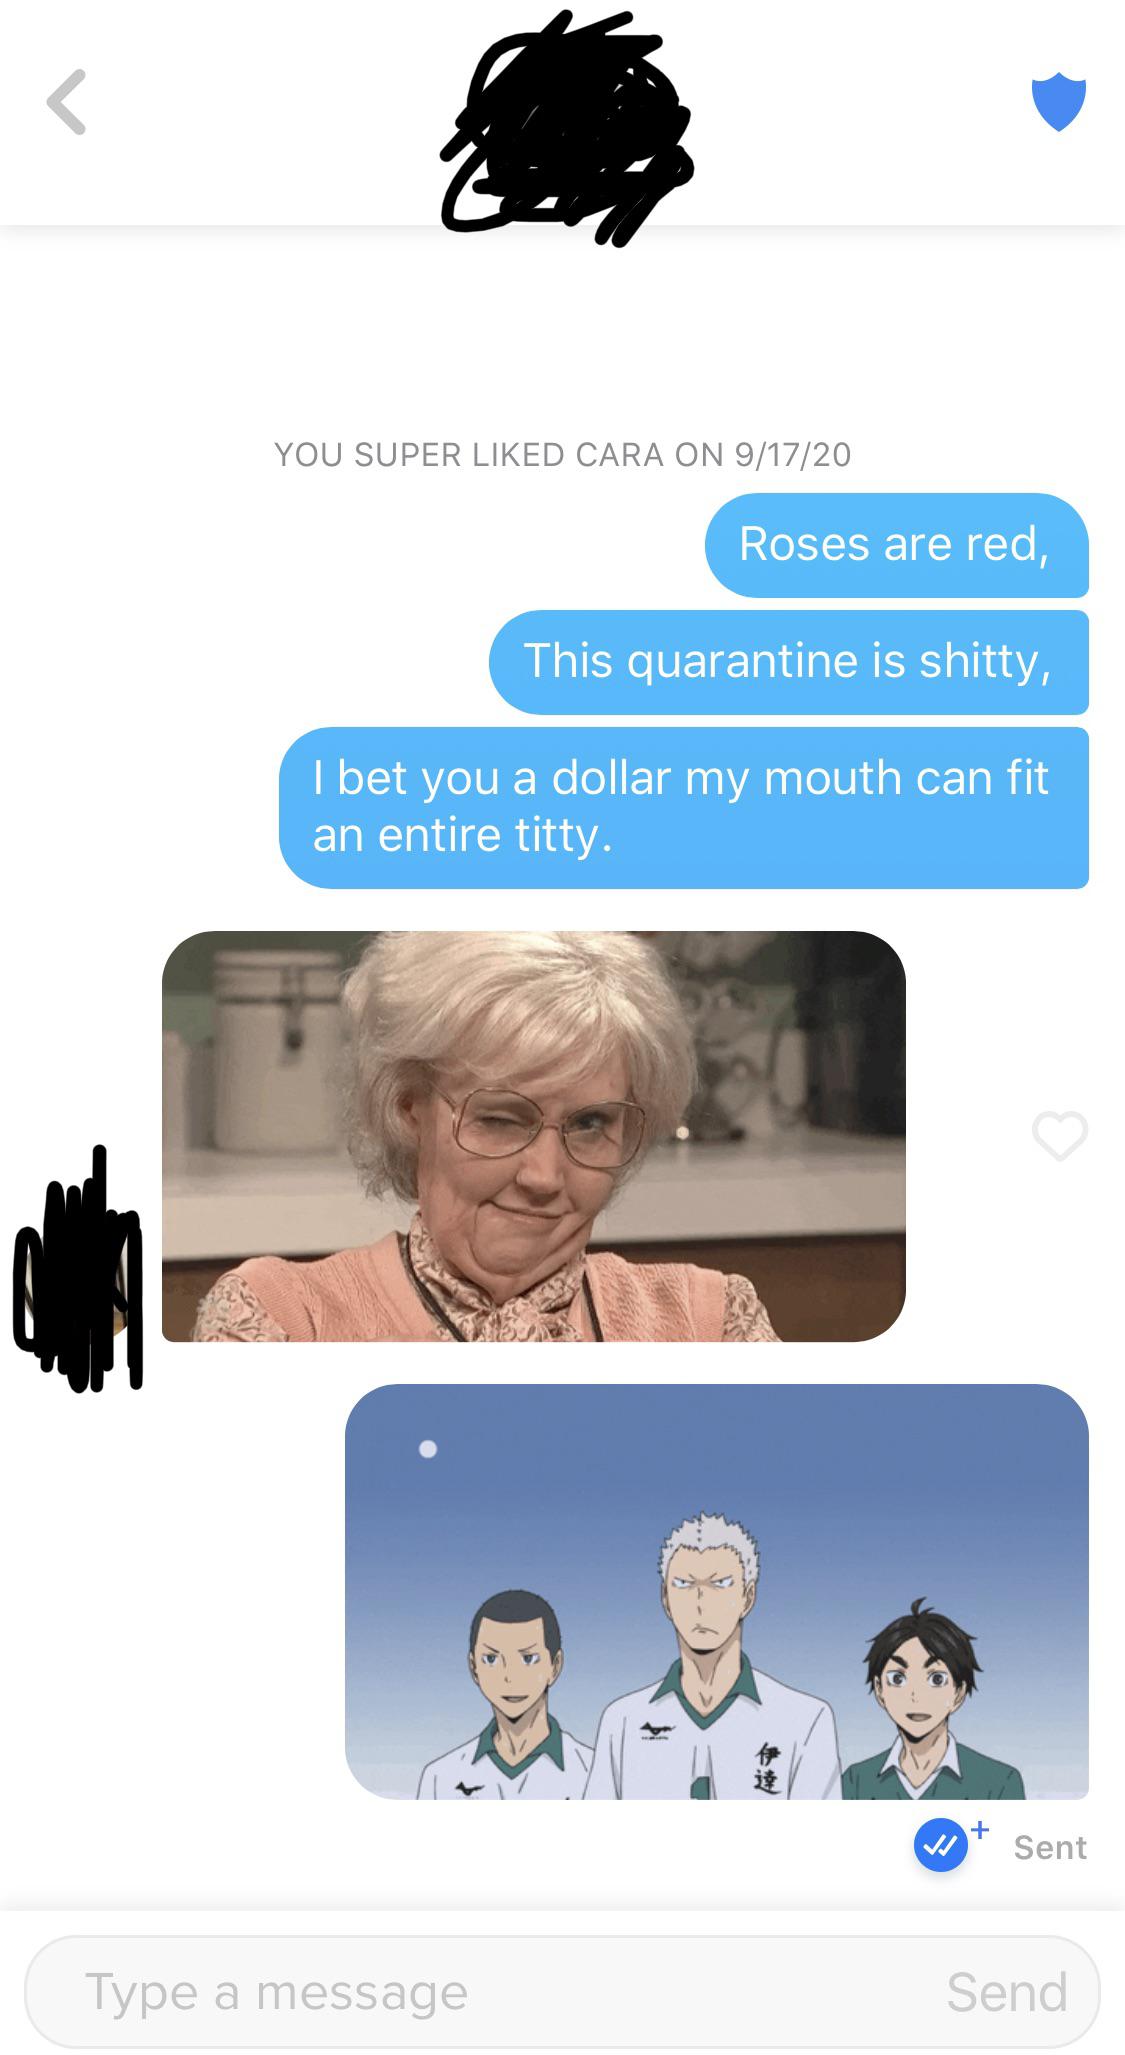 YOU SUPER LIKED CARA ON 9/17/20
Roses are red,
This quarantine is shitty,
I bet you a dollar my mouth can fit
an entire titty.
伊
達
Sent
Type a message
Send